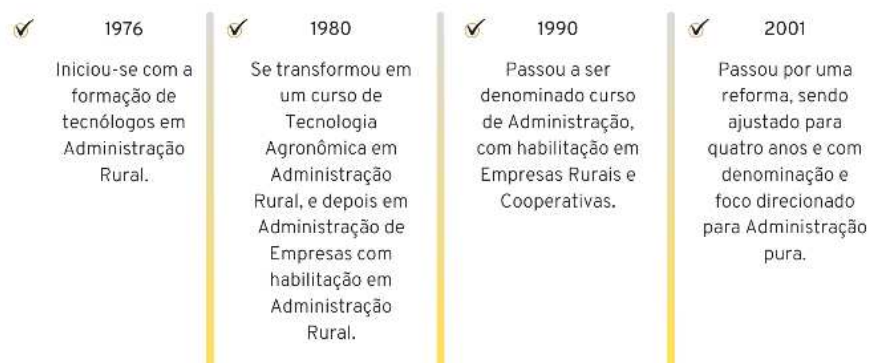 1976
Iniciou-se com a
formação de
tecnólogos em
Administração
Rural.
1980
Se transformou em
um curso de
Tecnologia
Agronômica em
Administração
Rural, e depois em
Administração de
Empresas com
habilitação em
Administração
Rural.
1990
Passou a ser
denominado curso
de Administração,
com habilitação em
Empresas Rurais e
Cooperativas.
2001
Passou por uma
reforma, sendo
ajustado para
quatro anos e com
denominação e
foco direcionado
para Administração
pura.